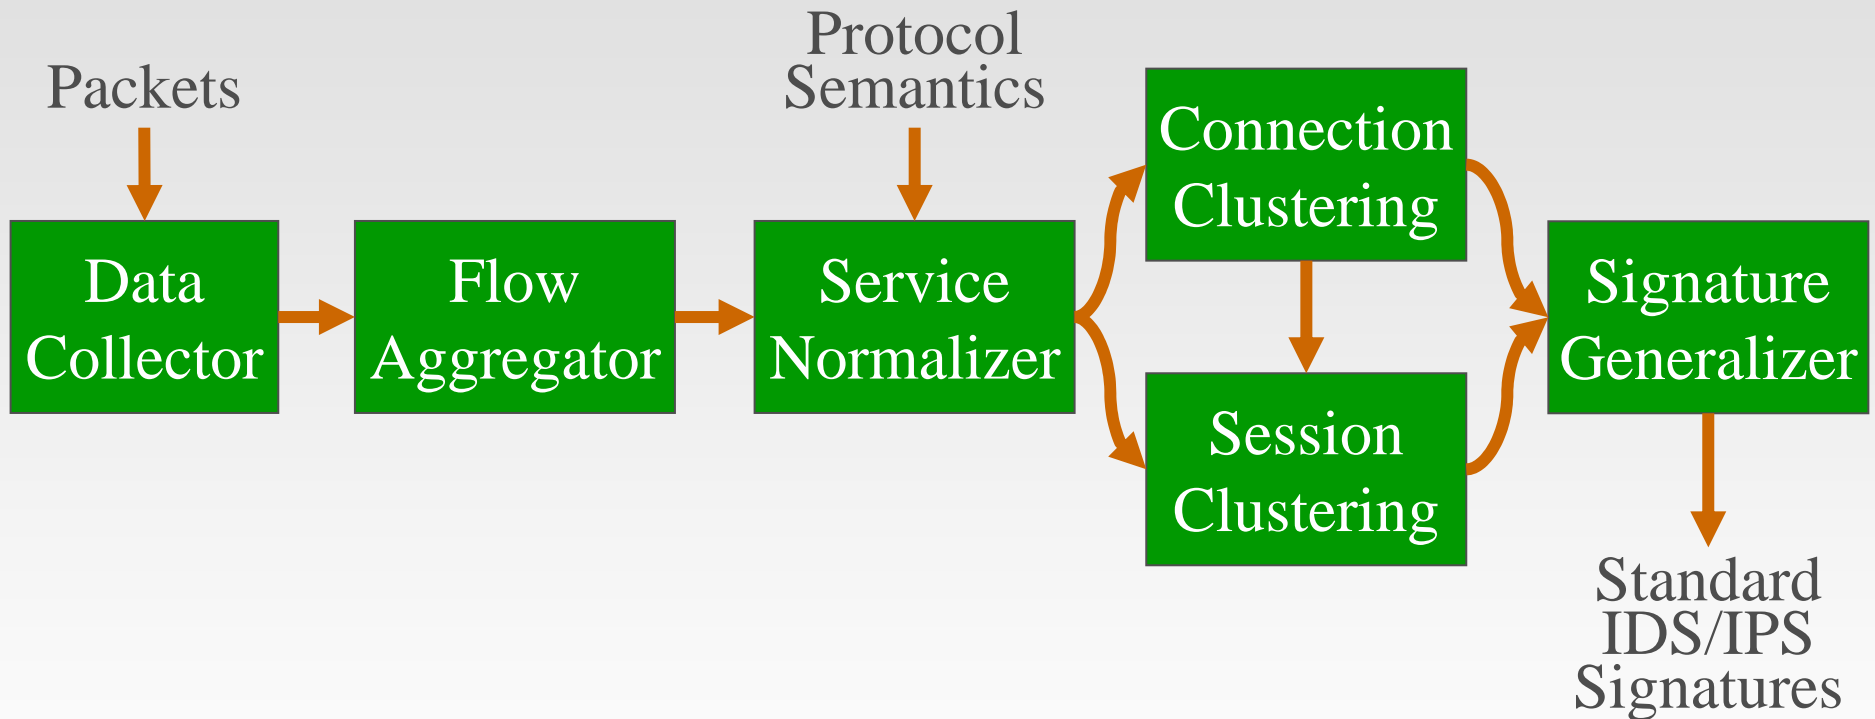 Packets
Protocol
Semantics
Data
Collector
Flow
Aggregator
Service
Normalizer
Connection
Clustering
Session
Clustering
Signature
Generalizer
Standard
IDS/IPS
Signatures